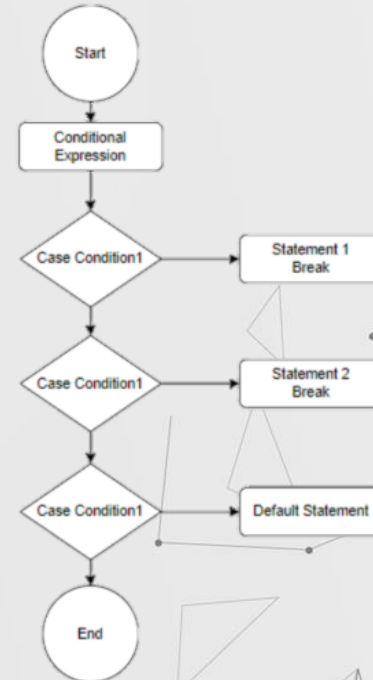 Start
Conditional
Expression
Case Condition1
Statement 1
Break
Case Condition1
Statement 2
Break
Case Condition1
Default Statement
End